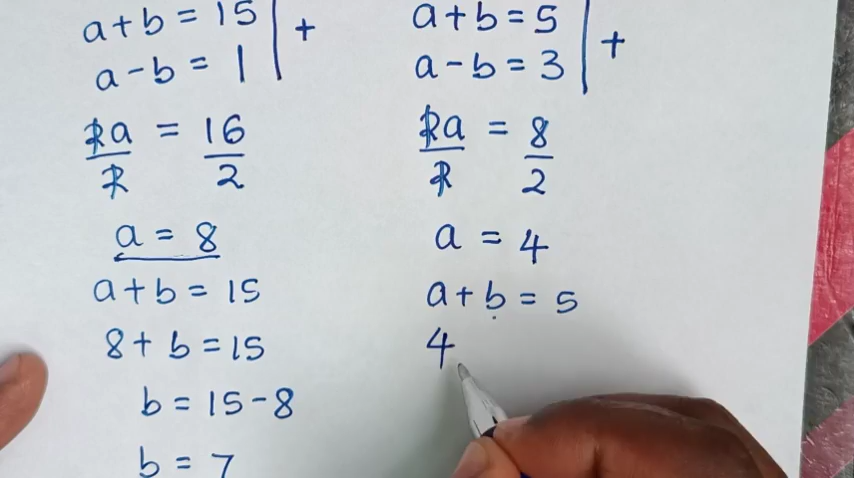 a + b = 15 | +
a - b = 1
2a/2 = 16/2
a = 8
a + b = 15
8 + b = 15
b = 15 - 8
b = 7
a + b = 5 | +
a - b = 3
2a/2 = 8/2
a = 4
a + b = 5
4